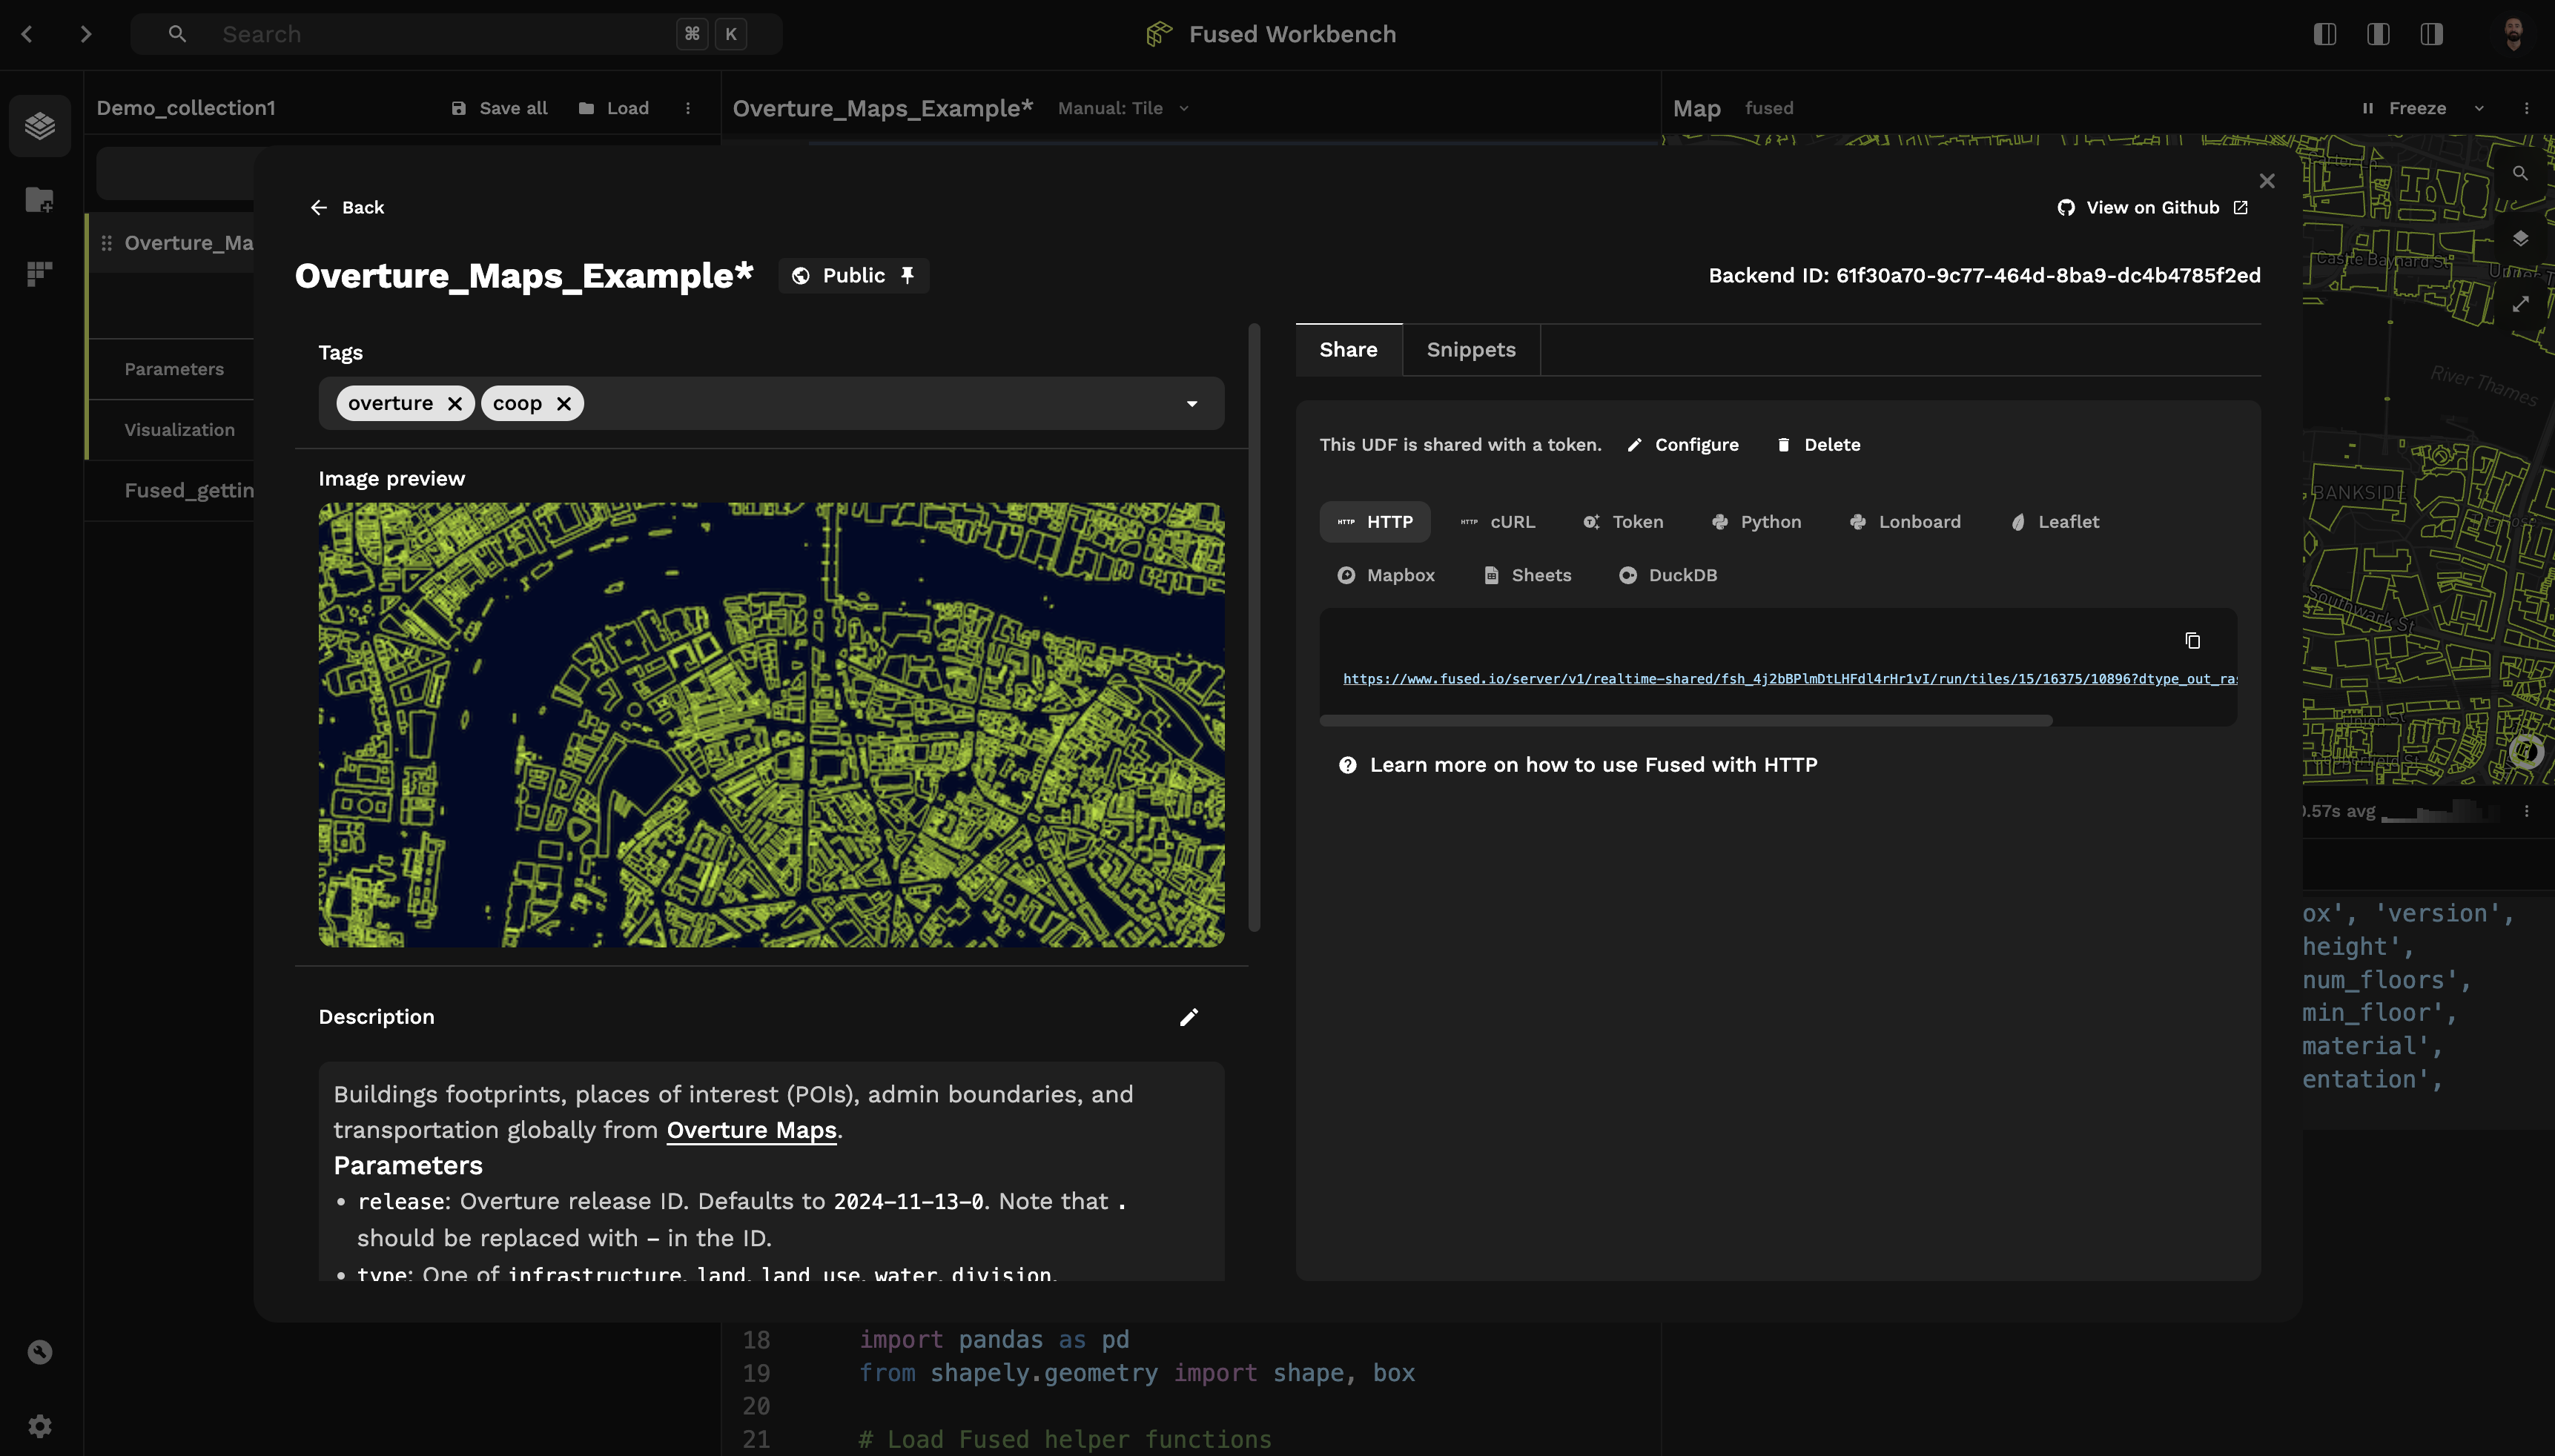 Search
⌘ K
Fused Workbench
Demo_collection1
Save all
Load
Overture_Maps_Example*
Manual: Tile
Map
fused
Freeze
Overture_Ma
Parameters
Visualization
Fused_gettin
Back
View on Github
Overture_Maps_Example*
Public
Backend ID: 61f30a70-9c77-464d-8ba9-dc4b4785f2ed
Tags
overture
coop
Image preview
Description
Buildings footprints, places of interest (POIs), admin boundaries, and
transportation globally from Overture Maps.
Parameters
• release: Overture release ID. Defaults to 2024-11-13-0. Note that .
should be replaced with - in the ID.
• type: One of infrastructure, land, land_use, water, division,
Share
Snippets
This UDF is shared with a token.
Configure
Delete
HTTP HTTP
HTTP cURL
Token
Python
Lonboard
Leaflet
Mapbox
Sheets
DuckDB
https://www.fused.io/server/v1/realtime-shared/fsh_4j2bBPlmDtLHFdl4rHr1vI/run/tiles/15/16375/10896?dtype_out_ras
Learn more on how to use Fused with HTTP
Castle Baynard St
River Thames
BANKSIDE
Southwark St
Union St
0.57s avg
ox', 'version',
height',
num_floors',
min_floor',
material',
entation',
18 import pandas as pd
19 from shapely.geometry import shape, box
20
21 # Load Fused helper functions